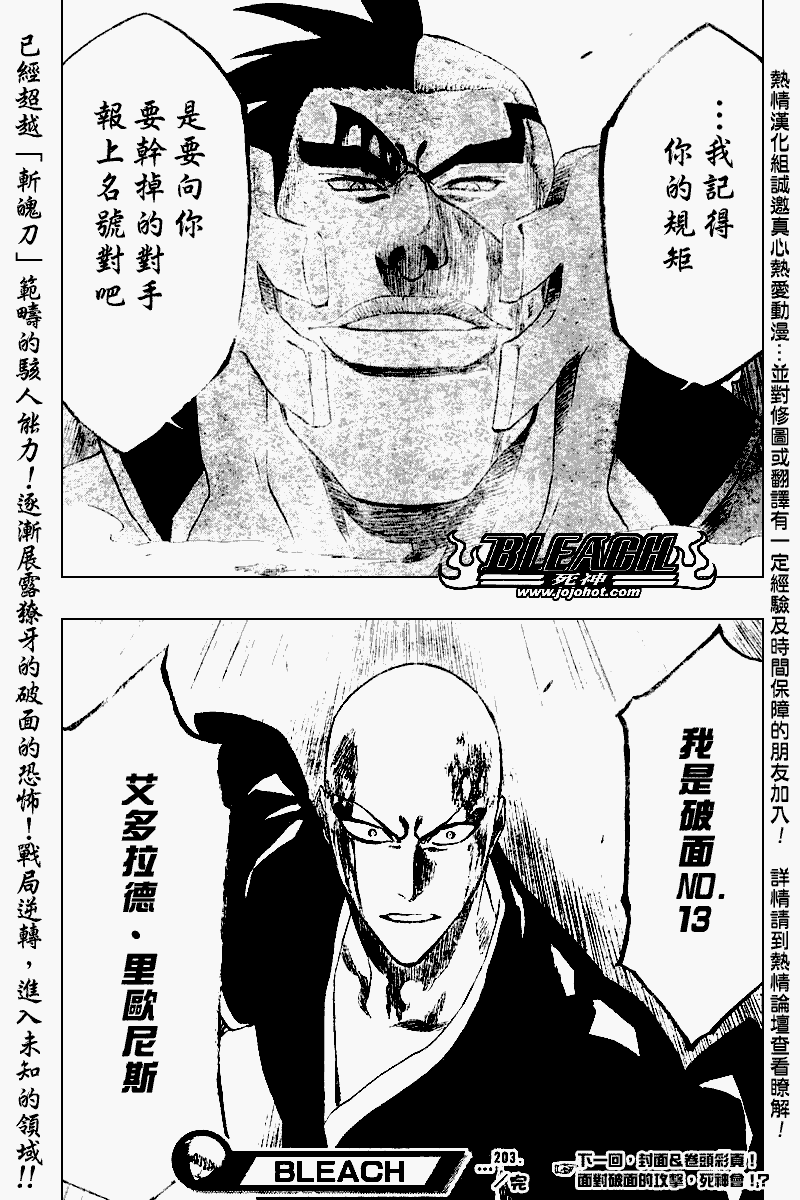 …我記得
你的規矩
是要向你
要幹掉的對手
報上名號對吧
BLEACH
死神
www.jojohot.com
我是破面NO.13
艾多拉德·里歐尼斯
熱情漢化組誠邀真心熱愛動漫…並對修圖或翻譯有一定經驗及時間保障的朋友加入！ 詳情請到熱情論壇查看瞭解！
已經超越「斬魄刀」範疇的駭人能力！逐漸展露獠牙的破面的恐怖！戰局逆轉，進入未知的領域!!
BLEACH
203.
…/完
下一回，封面&卷頭彩頁！
面對破面的攻擊，死神會!?